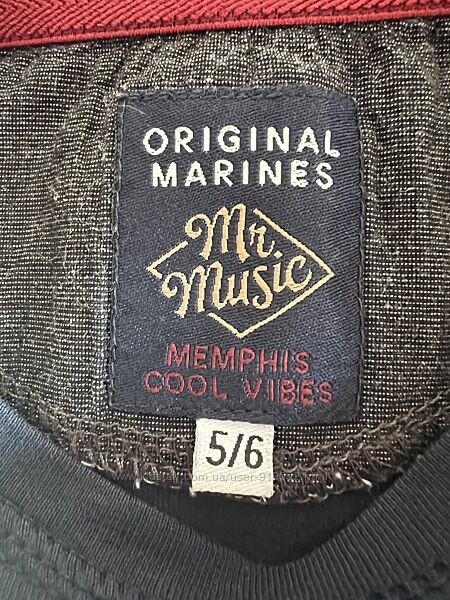 ORIGINAL
MARINES
Mr.
Music
MEMPHIS
COOL VIBES
5/6